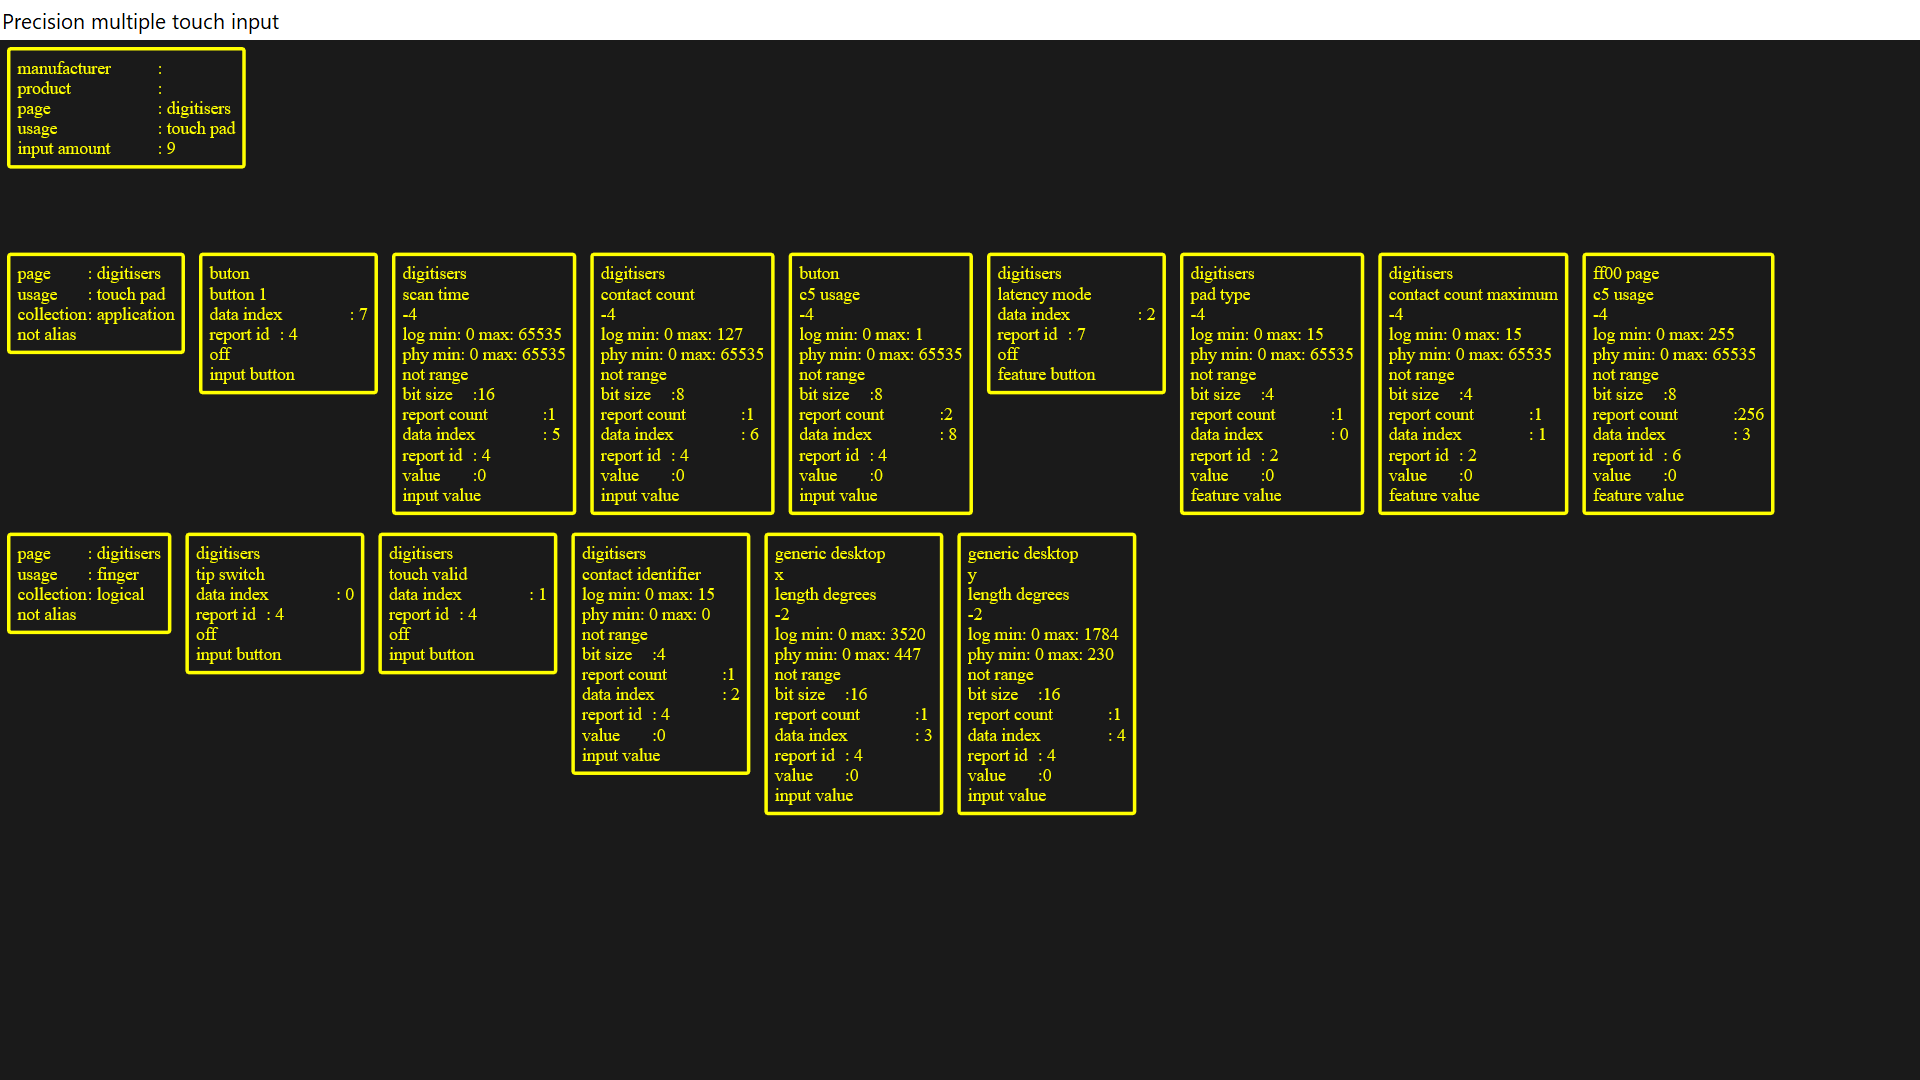 Precision multiple touch input
manufacturer :
product :
page : digitisers
usage : touch pad
input amount : 9
page : digitisers
usage : touch pad
collection : application
not alias
buton
button 1
data index : 7
report id : 4
off
input button
digitisers
scan time
-4
log min: 0 max: 65535
phy min: 0 max: 65535
not range
bit size :16
report count :1
data index : 5
report id : 4
value :0
input value
digitisers
contact count
-4
log min: 0 max: 127
phy min: 0 max: 65535
not range
bit size :8
report count :1
data index : 6
report id : 4
value :0
input value
buton
c5 usage
-4
log min: 0 max: 1
phy min: 0 max: 65535
not range
bit size :8
report count :2
data index : 8
report id : 4
value :0
input value
digitisers
latency mode
data index : 2
report id : 7
off
feature button
digitisers
pad type
-4
log min: 0 max: 15
phy min: 0 max: 65535
not range
bit size :4
report count :1
data index : 0
report id : 2
value :0
feature value
digitisers
contact count maximum
-4
log min: 0 max: 15
phy min: 0 max: 65535
not range
bit size :4
report count :1
data index : 1
report id : 2
value :0
feature value
ff00 page
c5 usage
-4
log min: 0 max: 255
phy min: 0 max: 65535
not range
bit size :8
report count :256
data index : 3
report id : 6
value :0
feature value
page : digitisers
usage : finger
collection : logical
not alias
digitisers
tip switch
data index : 0
report id : 4
off
input button
digitisers
touch valid
data index : 1
report id : 4
off
input button
digitisers
contact identifier
log min: 0 max: 15
phy min: 0 max: 0
not range
bit size :4
report count :1
data index : 2
report id : 4
value :0
input value
generic desktop
x
length degrees
-2
log min: 0 max: 3520
phy min: 0 max: 447
not range
bit size :16
report count :1
data index : 3
report id : 4
value :0
input value
generic desktop
y
length degrees
-2
log min: 0 max: 1784
phy min: 0 max: 230
not range
bit size :16
report count :1
data index : 4
report id : 4
value :0
input value